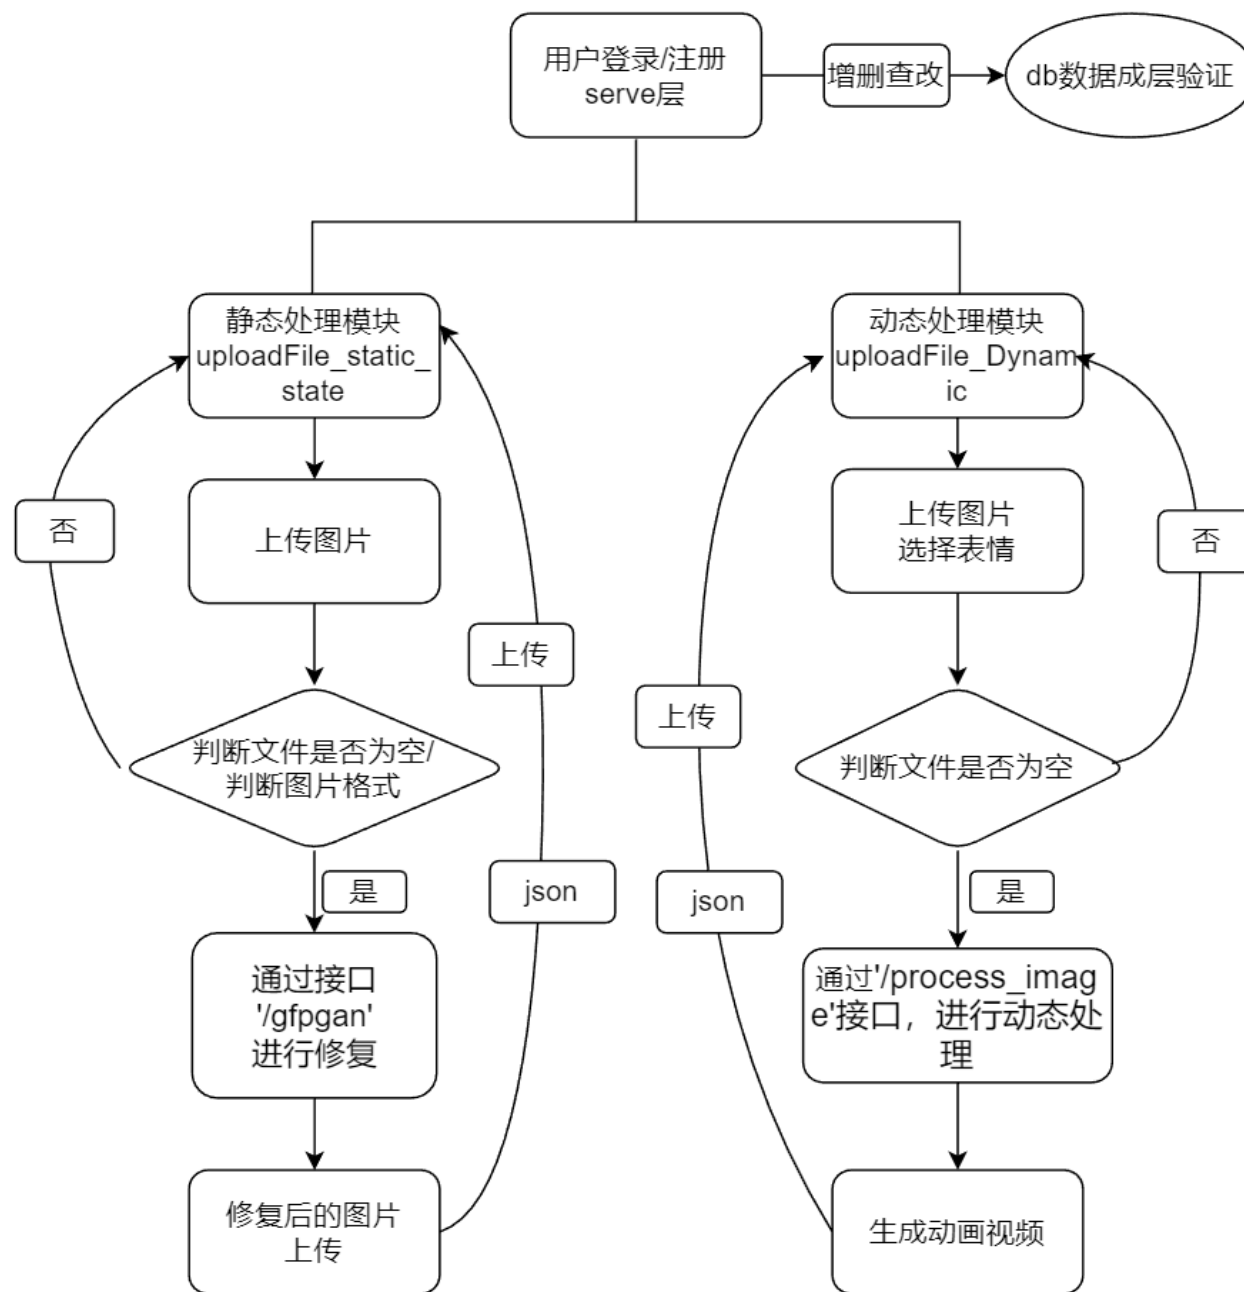 用户登录/注册
serve层
增删查改
db数据成层验证
静态处理模块
uploadFile_static_
state
动态处理模块
uploadFile_Dynam
ic
否
上传图片
上传图片
选择表情
否
上传
上传
判断文件是否为空/
判断图片格式
判断文件是否为空
是
json
json
是
通过接口
'/gfpgan'
进行修复
通过'/process_imag
e'接口，进行动态处
理
修复后的图片
上传
生成动画视频